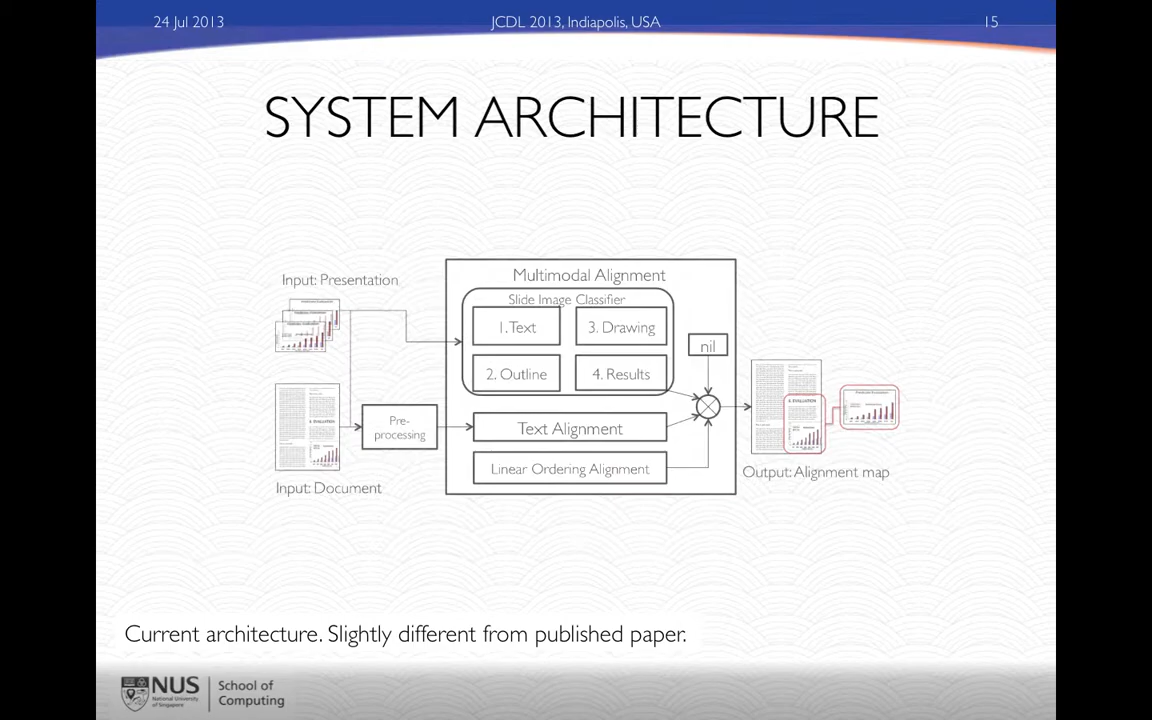 24 Jul 2013
JCDL 2013, Indiapolis, USA
15
SYSTEM ARCHITECTURE
Input: Presentation
Multimodal Alignment
Slide Image Classifier
1. Text
3. Drawing
2. Outline
4. Results
nil
Pre-
processing
Text Alignment
Linear Ordering Alignment
6. EVALUATION
Input: Document
Output: Alignment map
Current architecture. Slightly different from published paper.
NUS
National University
of Singapore
School of
Computing